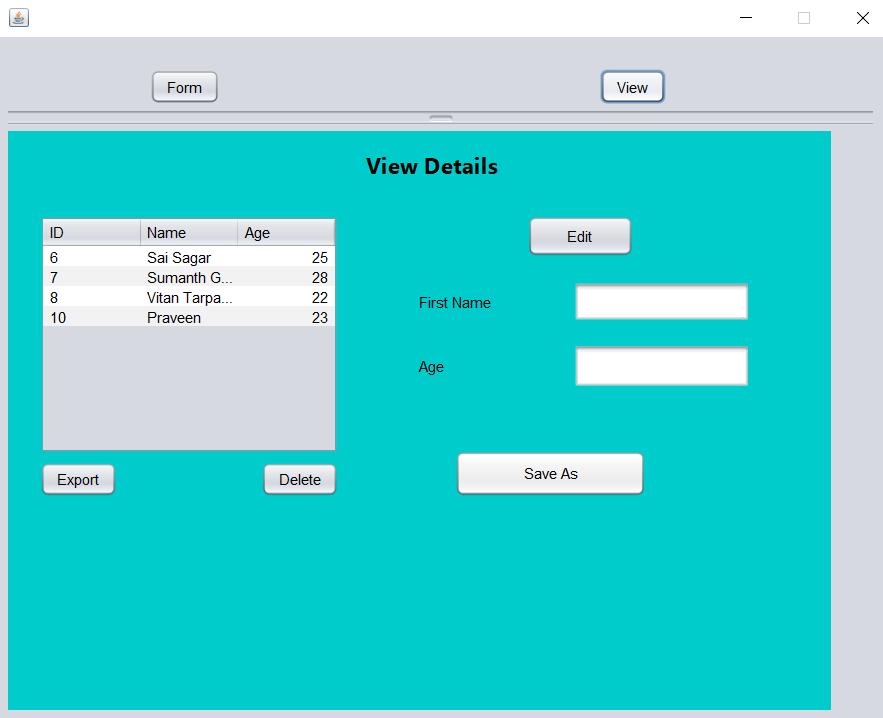 Form View
View Details
ID Name Age
6 Sai Sagar 25
7 Sumanth G... 28
8 Vitan Tarpa... 22
10 Praveen 23
Export Delete
Edit
First Name
Age
Save As